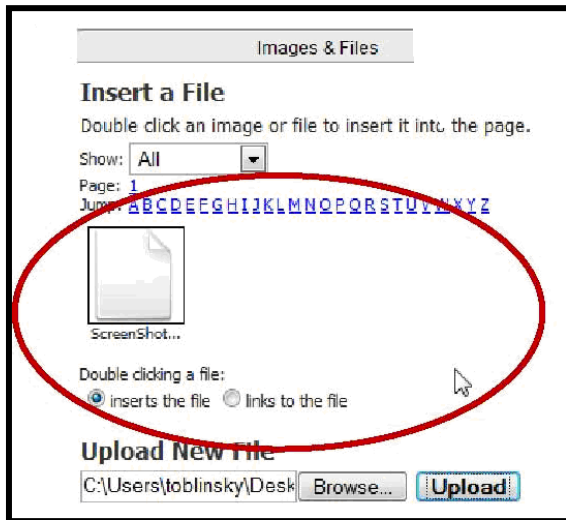 Images & Files
Insert a File
Double click an image or file to insert it into the page.
Show: All
Page: 1
Jump: A B C D E F G H I J K L M N O P Q R S T U V W X Y Z
ScreenShot...
Double clicking a file:
inserts the file links to the file
Upload New File
C:\Users\toblinsky\Desk Browse... Upload